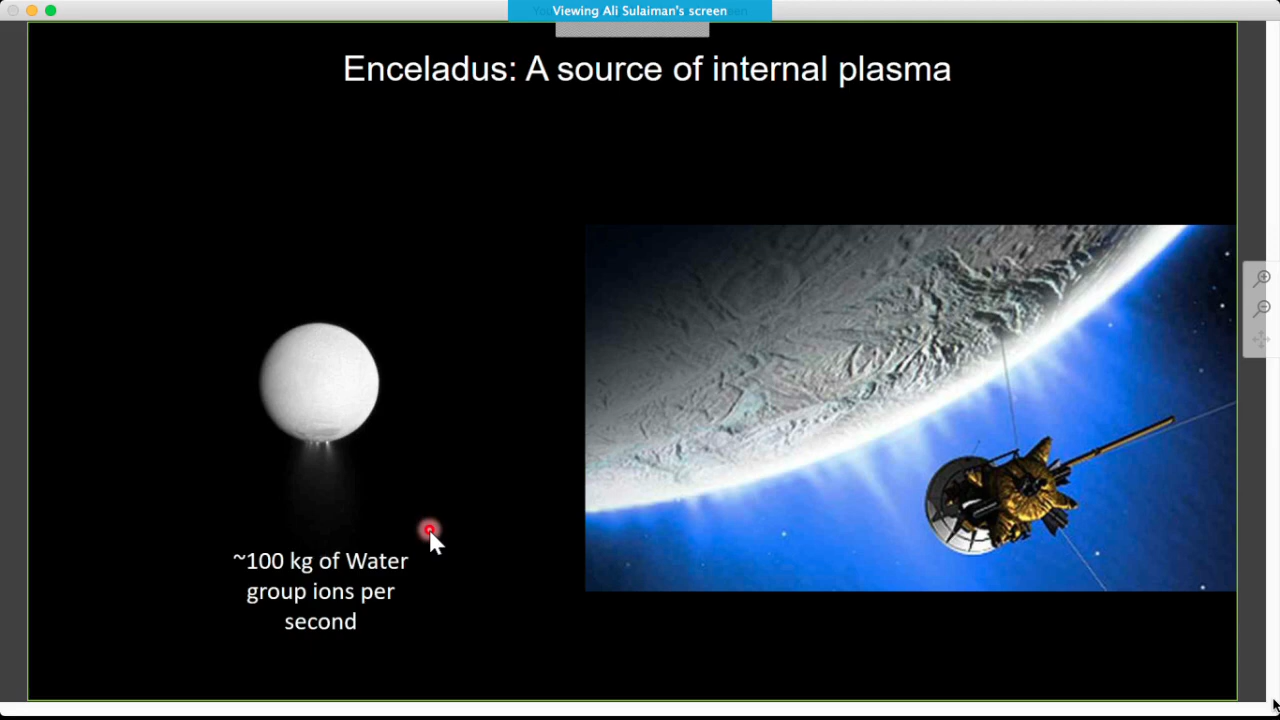 Viewing Ali Sulaiman's screen
Enceladus: A source of internal plasma
~100 kg of Water
group ions per
second